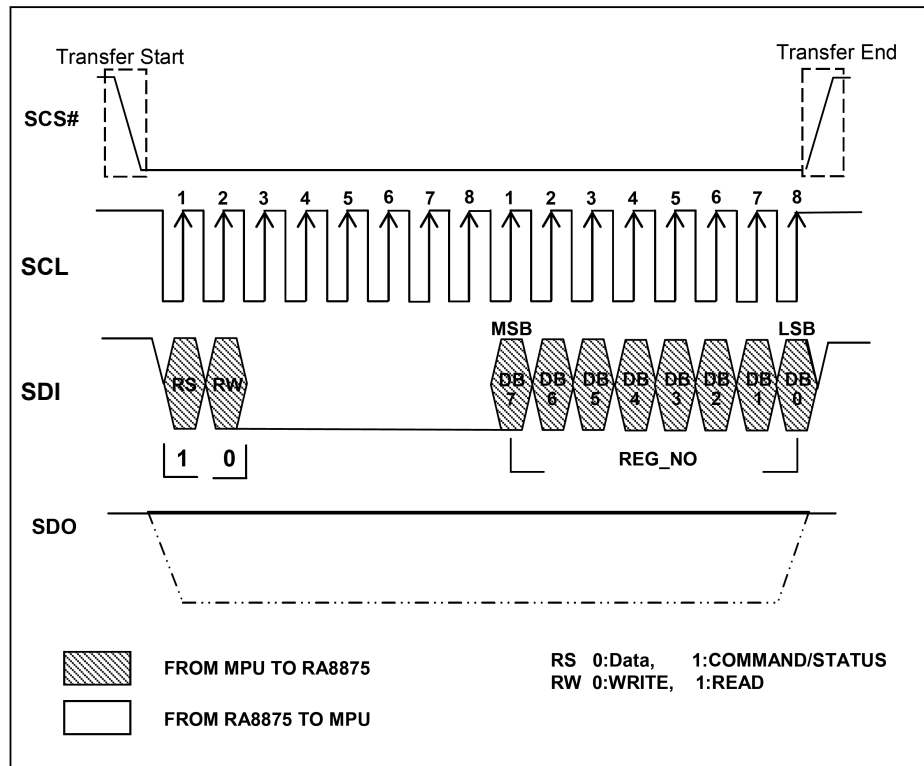 Transfer Start
Transfer End
SCS#
1 2 3 4 5 6 7 8 1 2 3 4 5 6 7 8
SCL
MSB LSB
SDI
RS RW DB 7 DB 6 DB 5 DB 4 DB 3 DB 2 DB 1 DB 0
1 0
REG_NO
SDO
FROM MPU TO RA8875
RS 0:Data, 1:COMMAND/STATUS
RW 0:WRITE, 1:READ
FROM RA8875 TO MPU